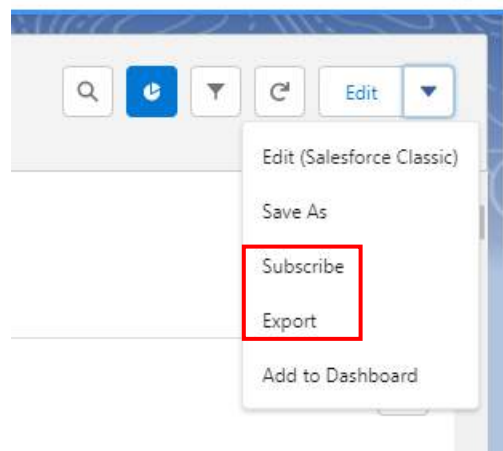 Edit
Edit (Salesforce Classic)
Save As
Subscribe
Export
Add to Dashboard